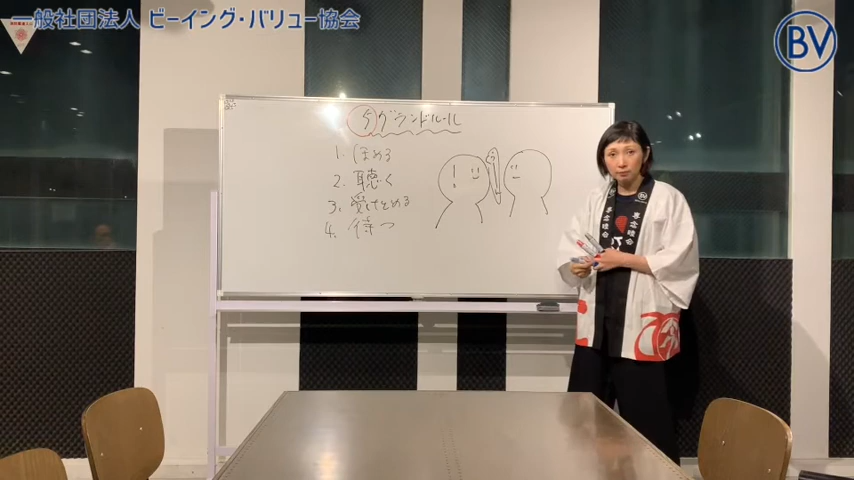 一般社団法人 ビーイング・バリュー協会
BV
5 グランドルール
1. ほめる
2. 聴く
3. 受けとめる
4. 待つ